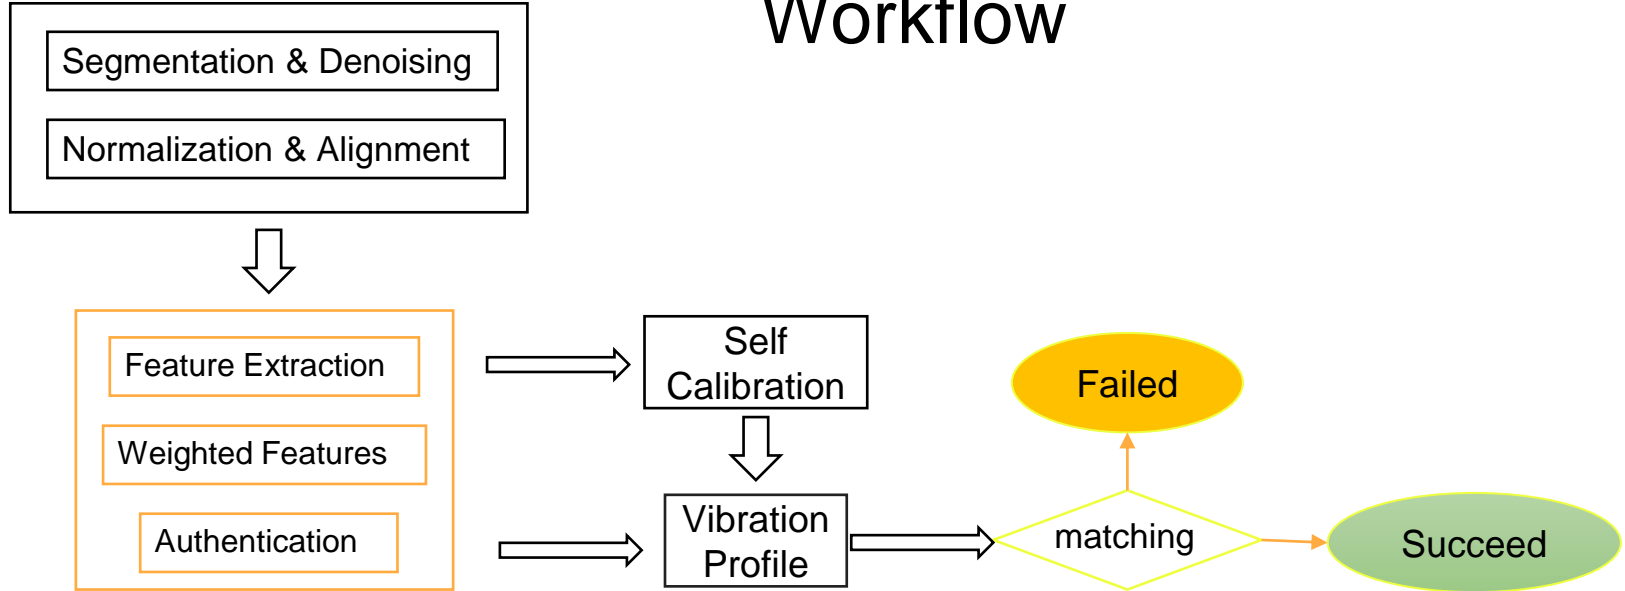 Workflow
Segmentation & Denoising
Normalization & Alignment
Feature Extraction
Weighted Features
Authentication
Self
Calibration
Vibration
Profile
matching
Failed
Succeed